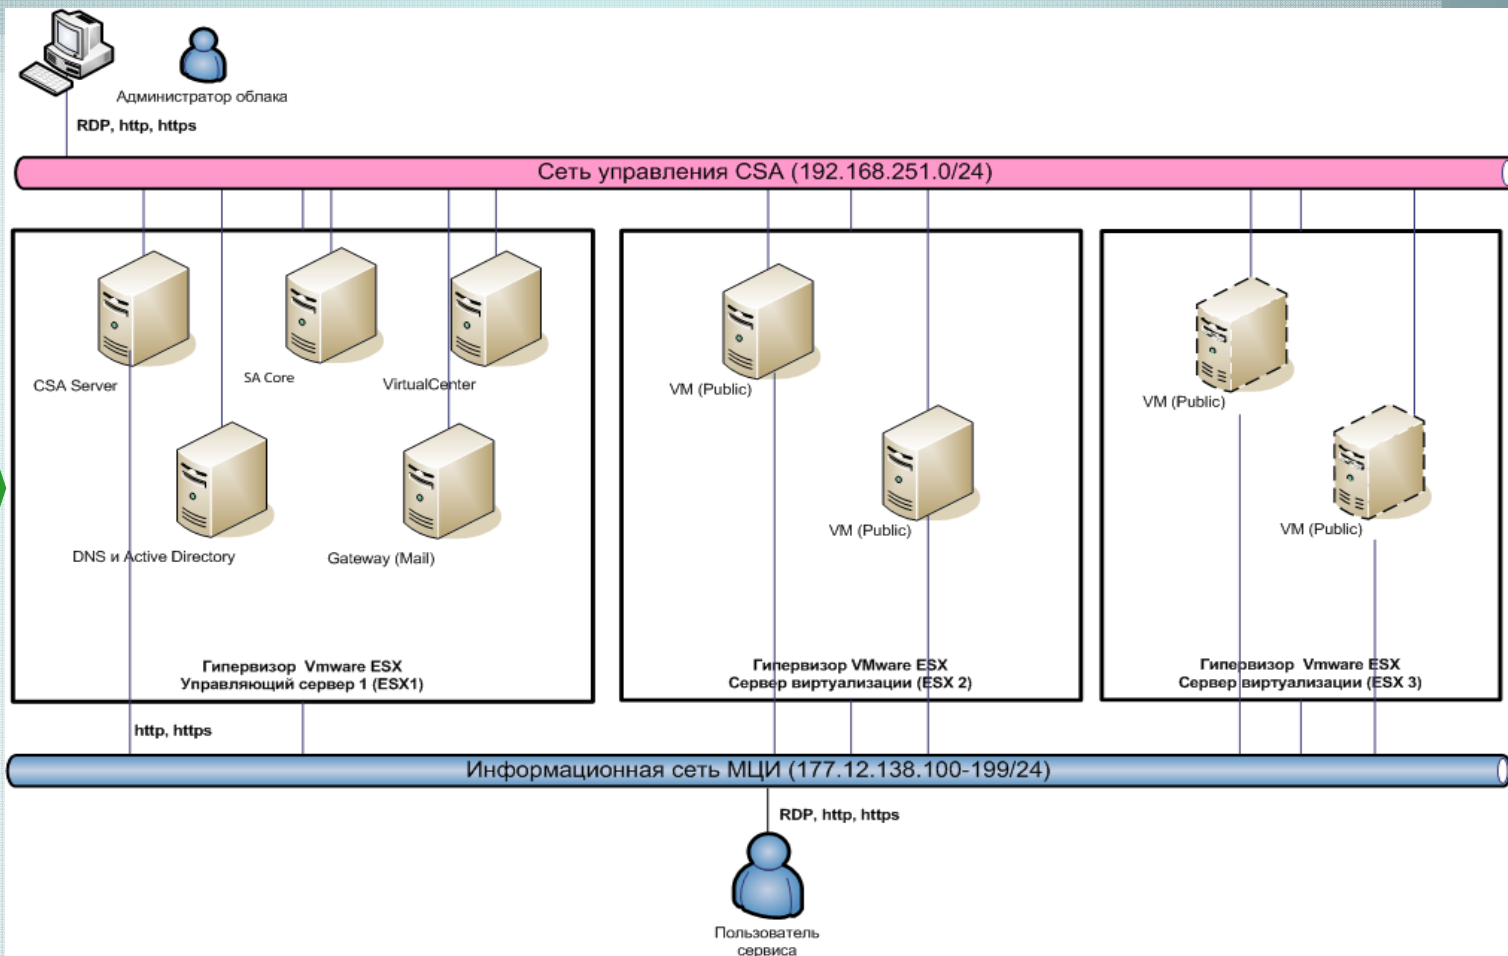 Администратор облака
RDP, http, https
Сеть управления CSA (192.168.251.0/24)
CSA Server
SA Core
VirtualCenter
DNS и Active Directory
Gateway (Mail)
Гипервизор Vmware ESX
Управляющий сервер 1 (ESX1)
VM (Public)
VM (Public)
Гипервизор VMware ESX
Сервер виртуализации (ESX 2)
VM (Public)
VM (Public)
Гипервизор Vmware ESX
Сервер виртуализации (ESX 3)
http, https
Информационная сеть МЦИ (177.12.138.100-199/24)
RDP, http, https
Пользователь
сервиса